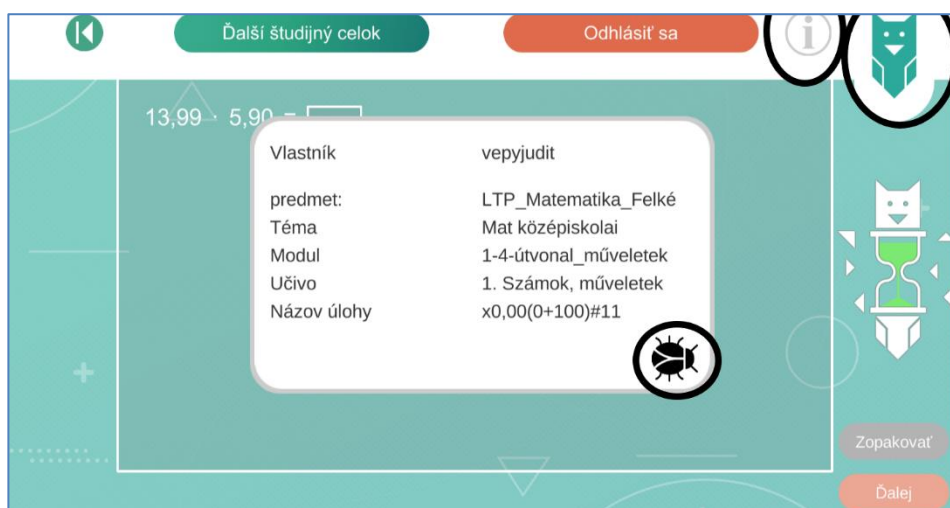 Ďalší študijný celok
Odhlásiť sa
13,99 · 5,90 =
Vlastník vepyjudit
predmet: LTP_Matematika_Felké
Téma Mat középiskolai
Modul 1-4-útvonal_műveletek
Učivo 1. Számok, műveletek
Názov úlohy x0,00(0+100)#11
Zopakovať
Ďalej